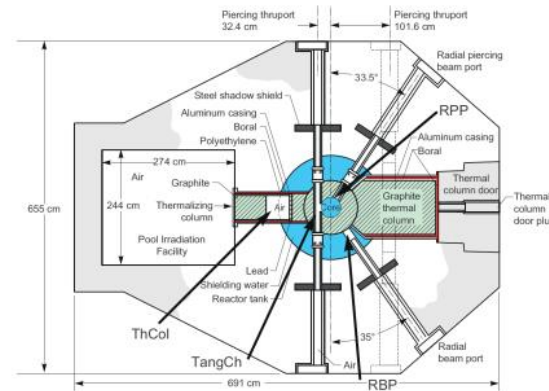 Piercing thruport
32.4 cm
Piercing thruport
101.6 cm
Radial piercing
beam port
33.5°
RPP
Steel shadow shield
Aluminum casing
Boral
Polyethylene
Aluminum casing
Boral
274 cm
Air
Graphite
244 cm
Thermalizing
column
Pool Irradiation
Facility
Air
Core
Graphite
thermal
column
Thermal
column door
Thermal
column
door plu
655 cm
Lead
Shielding water
Reactor tank
ThCol
TangCh
Air
35°
Radial
beam port
RBP
691 cm